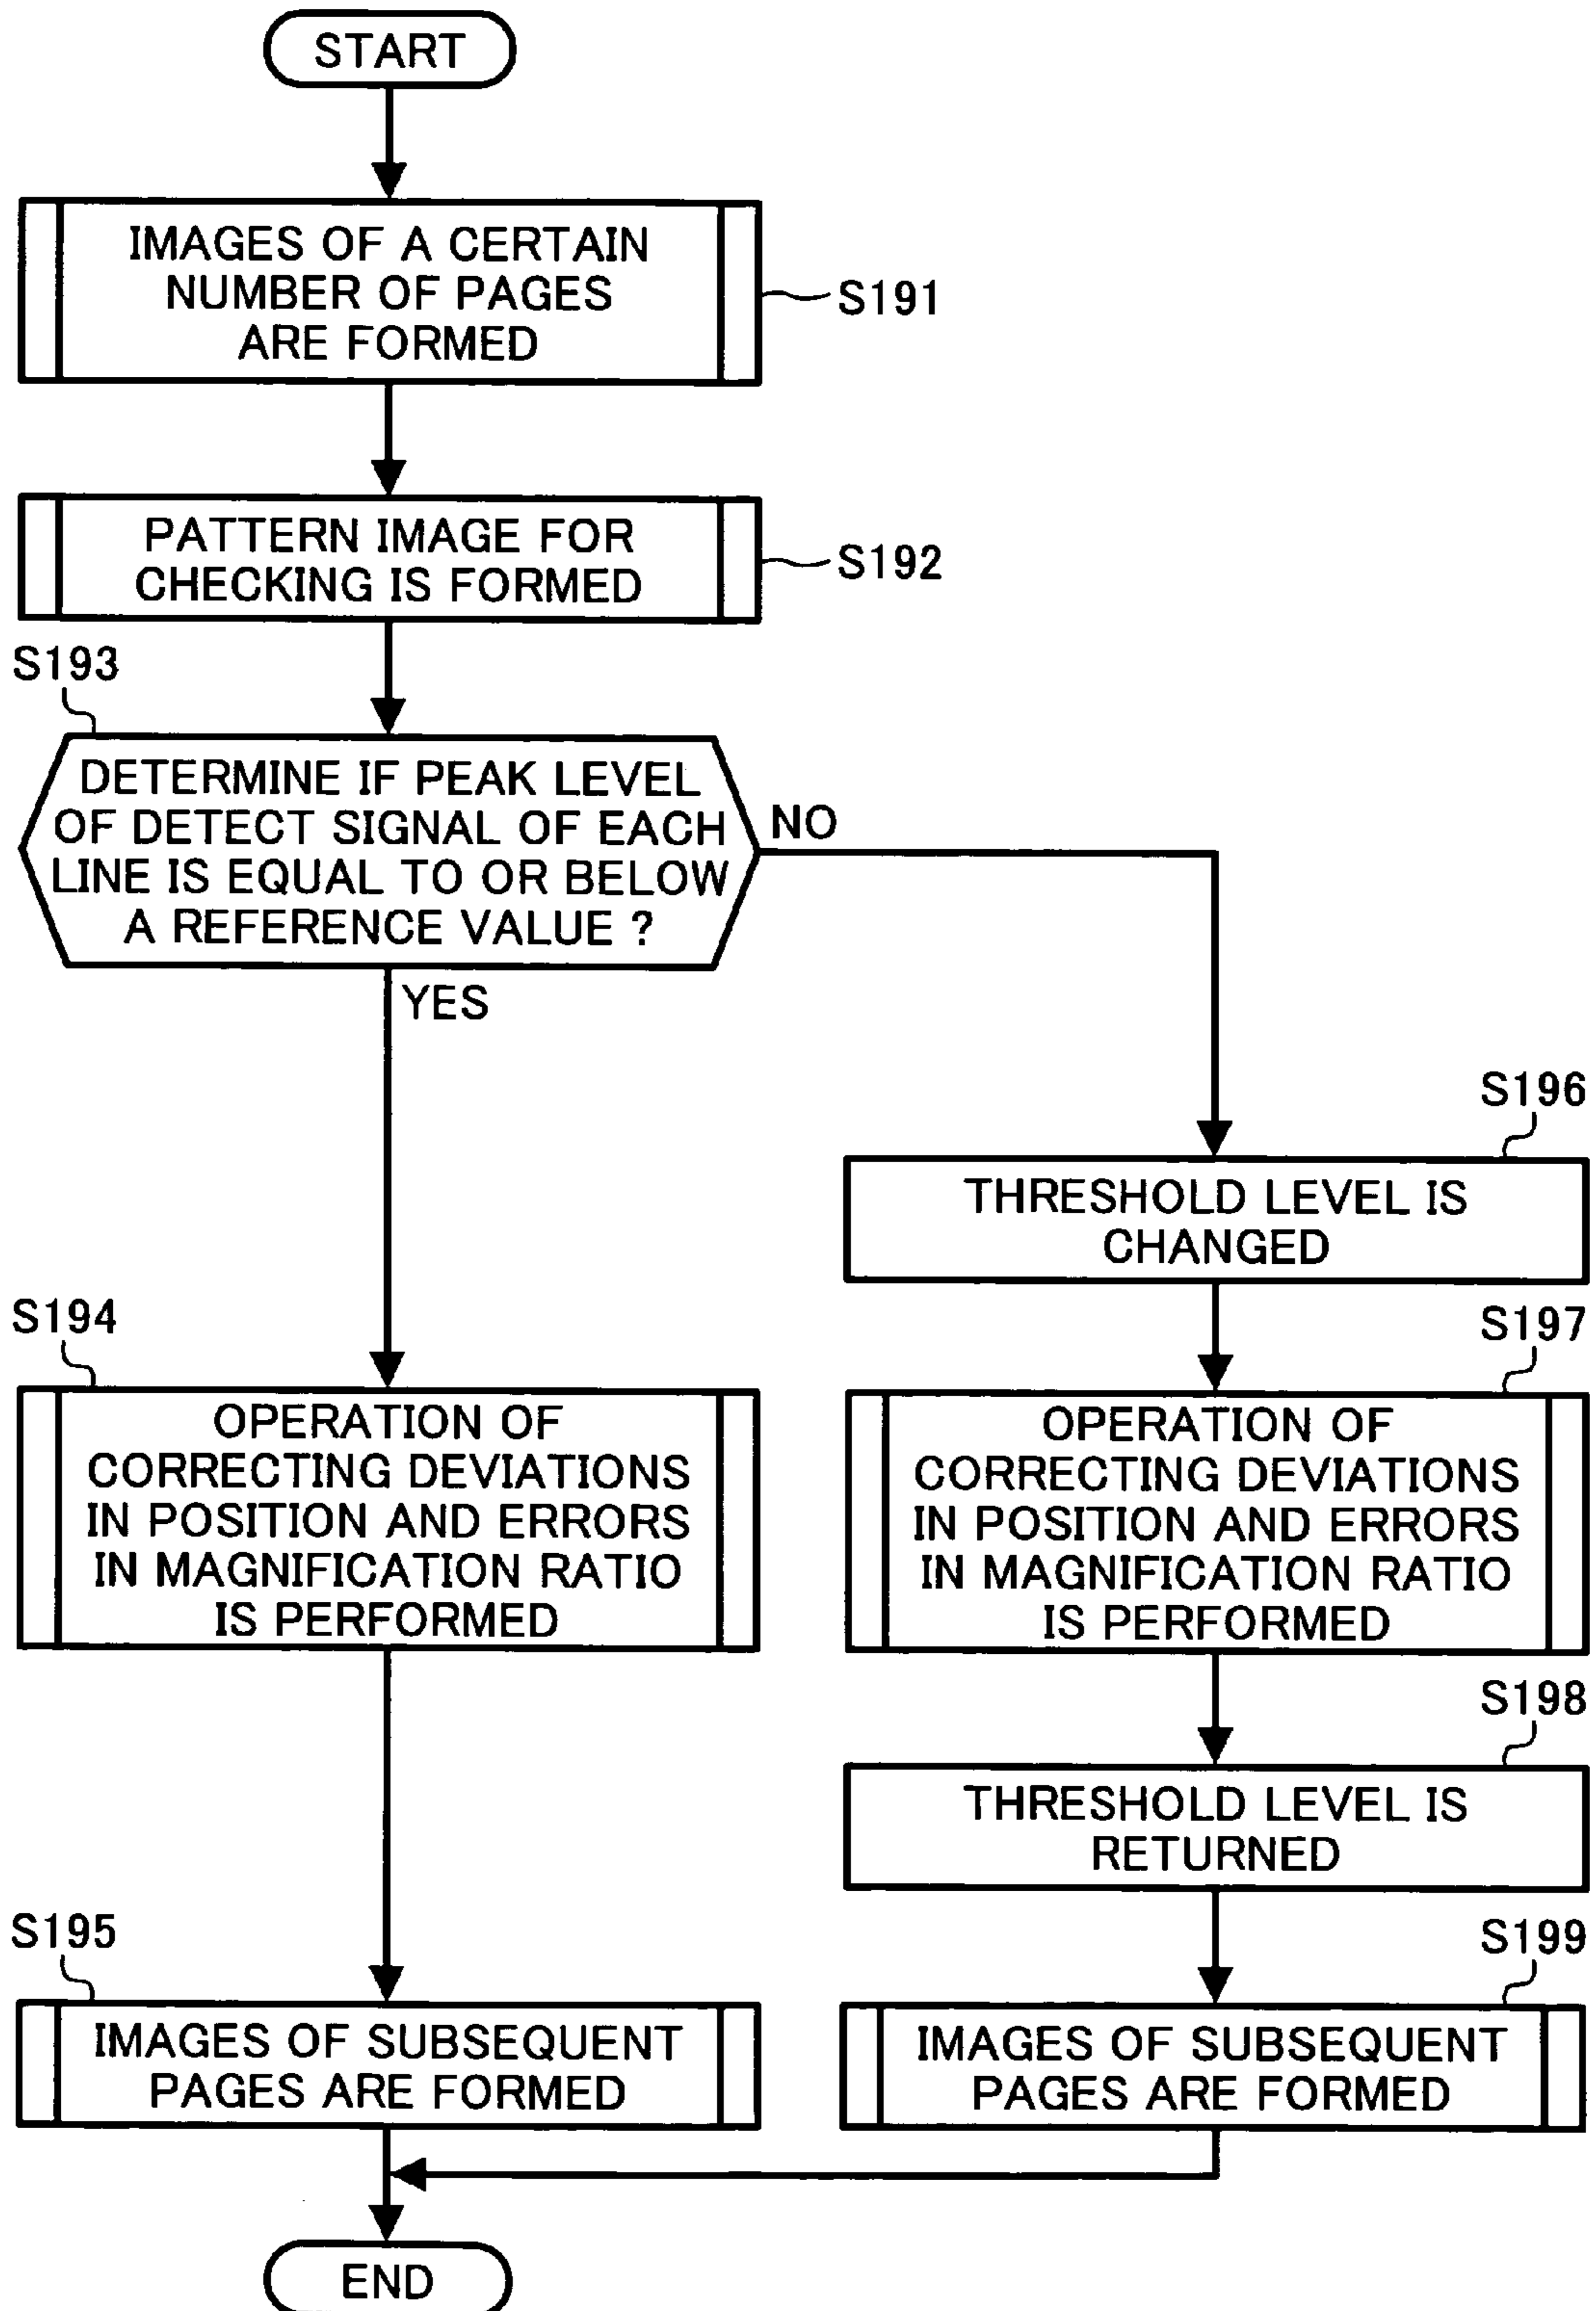 START
IMAGES OF A CERTAIN
NUMBER OF PAGES
ARE FORMED
S191
PATTERN IMAGE FOR
CHECKING IS FORMED
S192
S193
DETERMINE IF PEAK LEVEL
OF DETECT SIGNAL OF EACH
LINE IS EQUAL TO OR BELOW
A REFERENCE VALUE ?
NO
YES
S196
THRESHOLD LEVEL IS
CHANGED
S194
OPERATION OF
CORRECTING DEVIATIONS
IN POSITION AND ERRORS
IN MAGNIFICATION RATIO
IS PERFORMED
S197
OPERATION OF
CORRECTING DEVIATIONS
IN POSITION AND ERRORS
IN MAGNIFICATION RATIO
IS PERFORMED
S198
THRESHOLD LEVEL IS
RETURNED
S195
IMAGES OF SUBSEQUENT
PAGES ARE FORMED
S199
IMAGES OF SUBSEQUENT
PAGES ARE FORMED
END